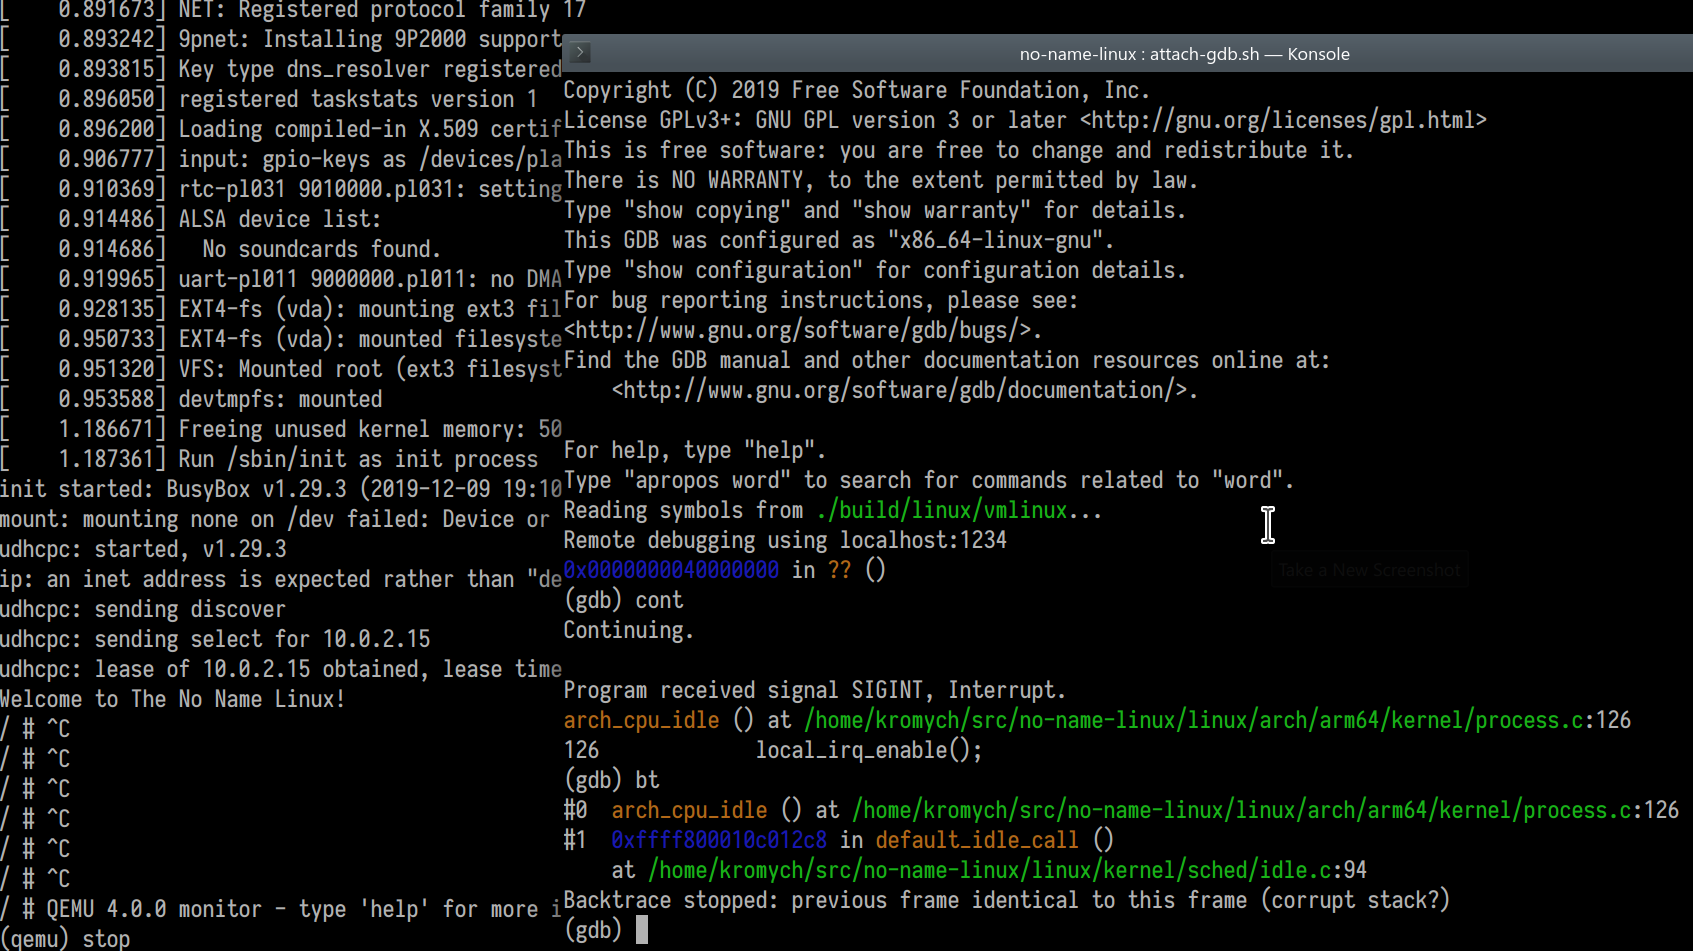 [    0.891673] NET: Registered protocol family 17
[    0.893242] 9pnet: Installing 9P2000 support
[    0.893815] Key type dns_resolver registered
[    0.896050] registered taskstats version 1
[    0.896200] Loading compiled-in X.509 certif
[    0.906777] input: gpio-keys as /devices/pla
[    0.910369] rtc-pl031 9010000.pl031: setting
[    0.914486] ALSA device list:
[    0.914686]   No soundcards found.
[    0.919965] uart-pl011 9000000.pl011: no DMA
[    0.928135] EXT4-fs (vda): mounting ext3 fil
[    0.950733] EXT4-fs (vda): mounted filesyste
[    0.951320] VFS: Mounted root (ext3 filesyst
[    0.953588] devtmpfs: mounted
[    1.186671] Freeing unused kernel memory: 50
[    1.187361] Run /sbin/init as init process
init started: BusyBox v1.29.3 (2019-12-09 19:10
mount: mounting none on /dev failed: Device or
udhcpc: started, v1.29.3
ip: an inet address is expected rather than "de
udhcpc: sending discover
udhcpc: sending select for 10.0.2.15
udhcpc: lease of 10.0.2.15 obtained, lease time
Welcome to The No Name Linux!
/ # ^C
/ # ^C
/ # ^C
/ # ^C
/ # ^C
/ # ^C
/ # QEMU 4.0.0 monitor - type 'help' for more i
(qemu) stop
no-name-linux : attach-gdb.sh — Konsole
Copyright (C) 2019 Free Software Foundation, Inc.
License GPLv3+: GNU GPL version 3 or later <http://gnu.org/licenses/gpl.html>
This is free software: you are free to change and redistribute it.
There is NO WARRANTY, to the extent permitted by law.
Type "show copying" and "show warranty" for details.
This GDB was configured as "x86_64-linux-gnu".
Type "show configuration" for configuration details.
For bug reporting instructions, please see:
<http://www.gnu.org/software/gdb/bugs/>.
Find the GDB manual and other documentation resources online at:
    <http://www.gnu.org/software/gdb/documentation/>.
For help, type "help".
Type "apropos word" to search for commands related to "word".
Reading symbols from ./build/linux/vmlinux...
Remote debugging using localhost:1234
0x0000000040000000 in ?? ()
(gdb) cont
Continuing.
Take a New Screenshot
Program received signal SIGINT, Interrupt.
arch_cpu_idle () at /home/kromych/src/no-name-linux/linux/arch/arm64/kernel/process.c:126
126             local_irq_enable();
(gdb) bt
#0  arch_cpu_idle () at /home/kromych/src/no-name-linux/linux/arch/arm64/kernel/process.c:126
#1  0xffff800010c012c8 in default_idle_call ()
    at /home/kromych/src/no-name-linux/linux/kernel/sched/idle.c:94
Backtrace stopped: previous frame identical to this frame (corrupt stack?)
(gdb)